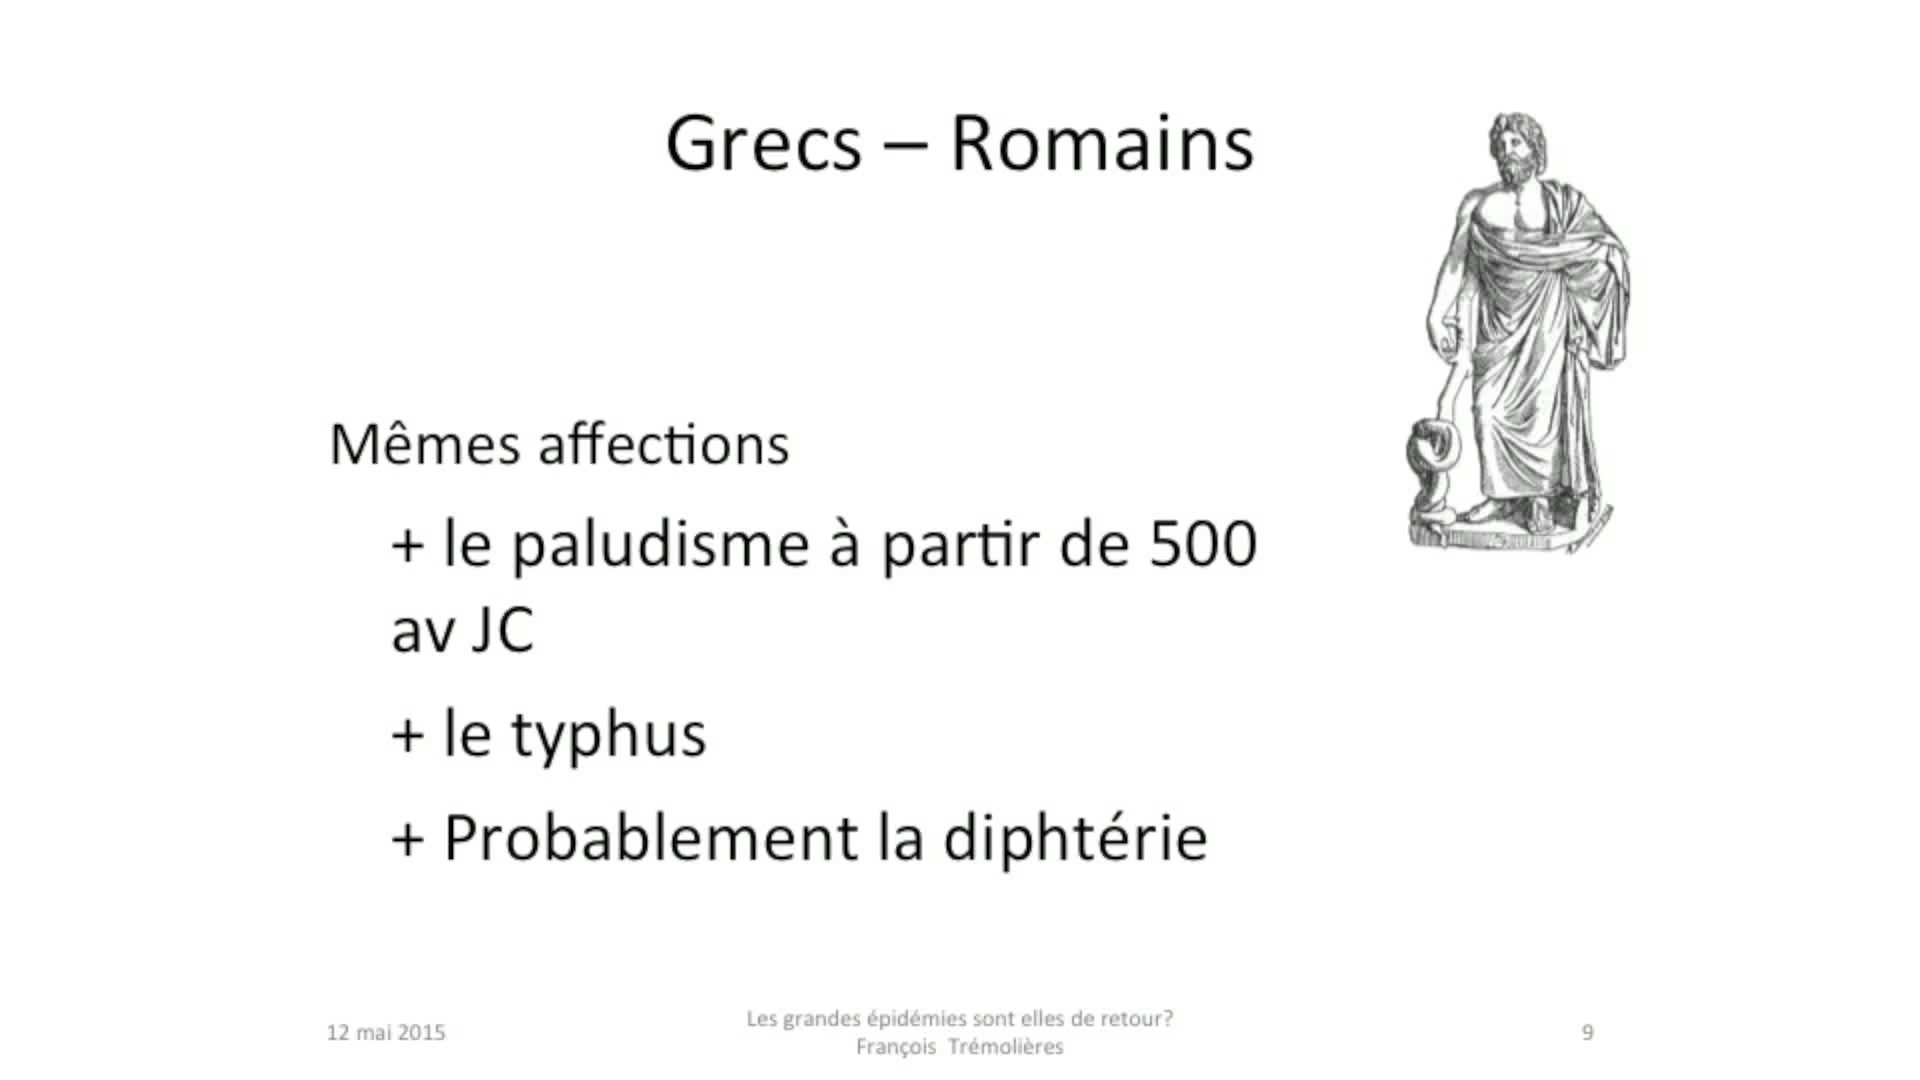 Grecs – Romains
Mêmes affections
+ le paludisme à partir de 500
av JC
+ le typhus
+ Probablement la diphtérie
12 mai 2015
Les grandes épidémies sont elles de retour?
François Trémolières
9